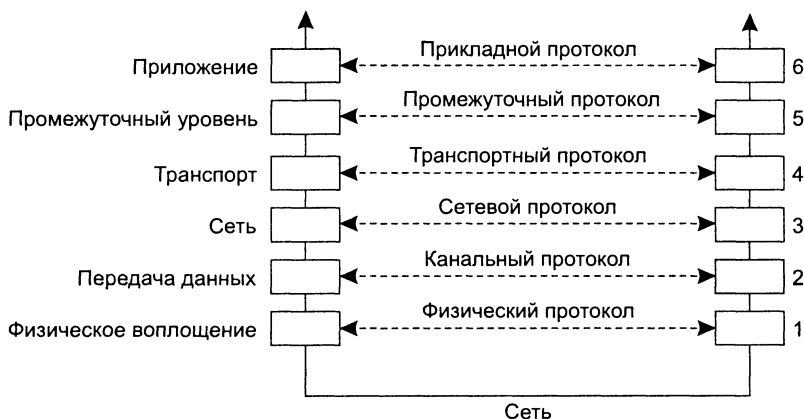 Приложение
Прикладной протокол
6
Промежуточный уровень
Промежуточный протокол
5
Транспорт
Транспортный протокол
4
Сеть
Сетевой протокол
3
Передача данных
Канальный протокол
2
Физическое воплощение
Физический протокол
1
Сеть